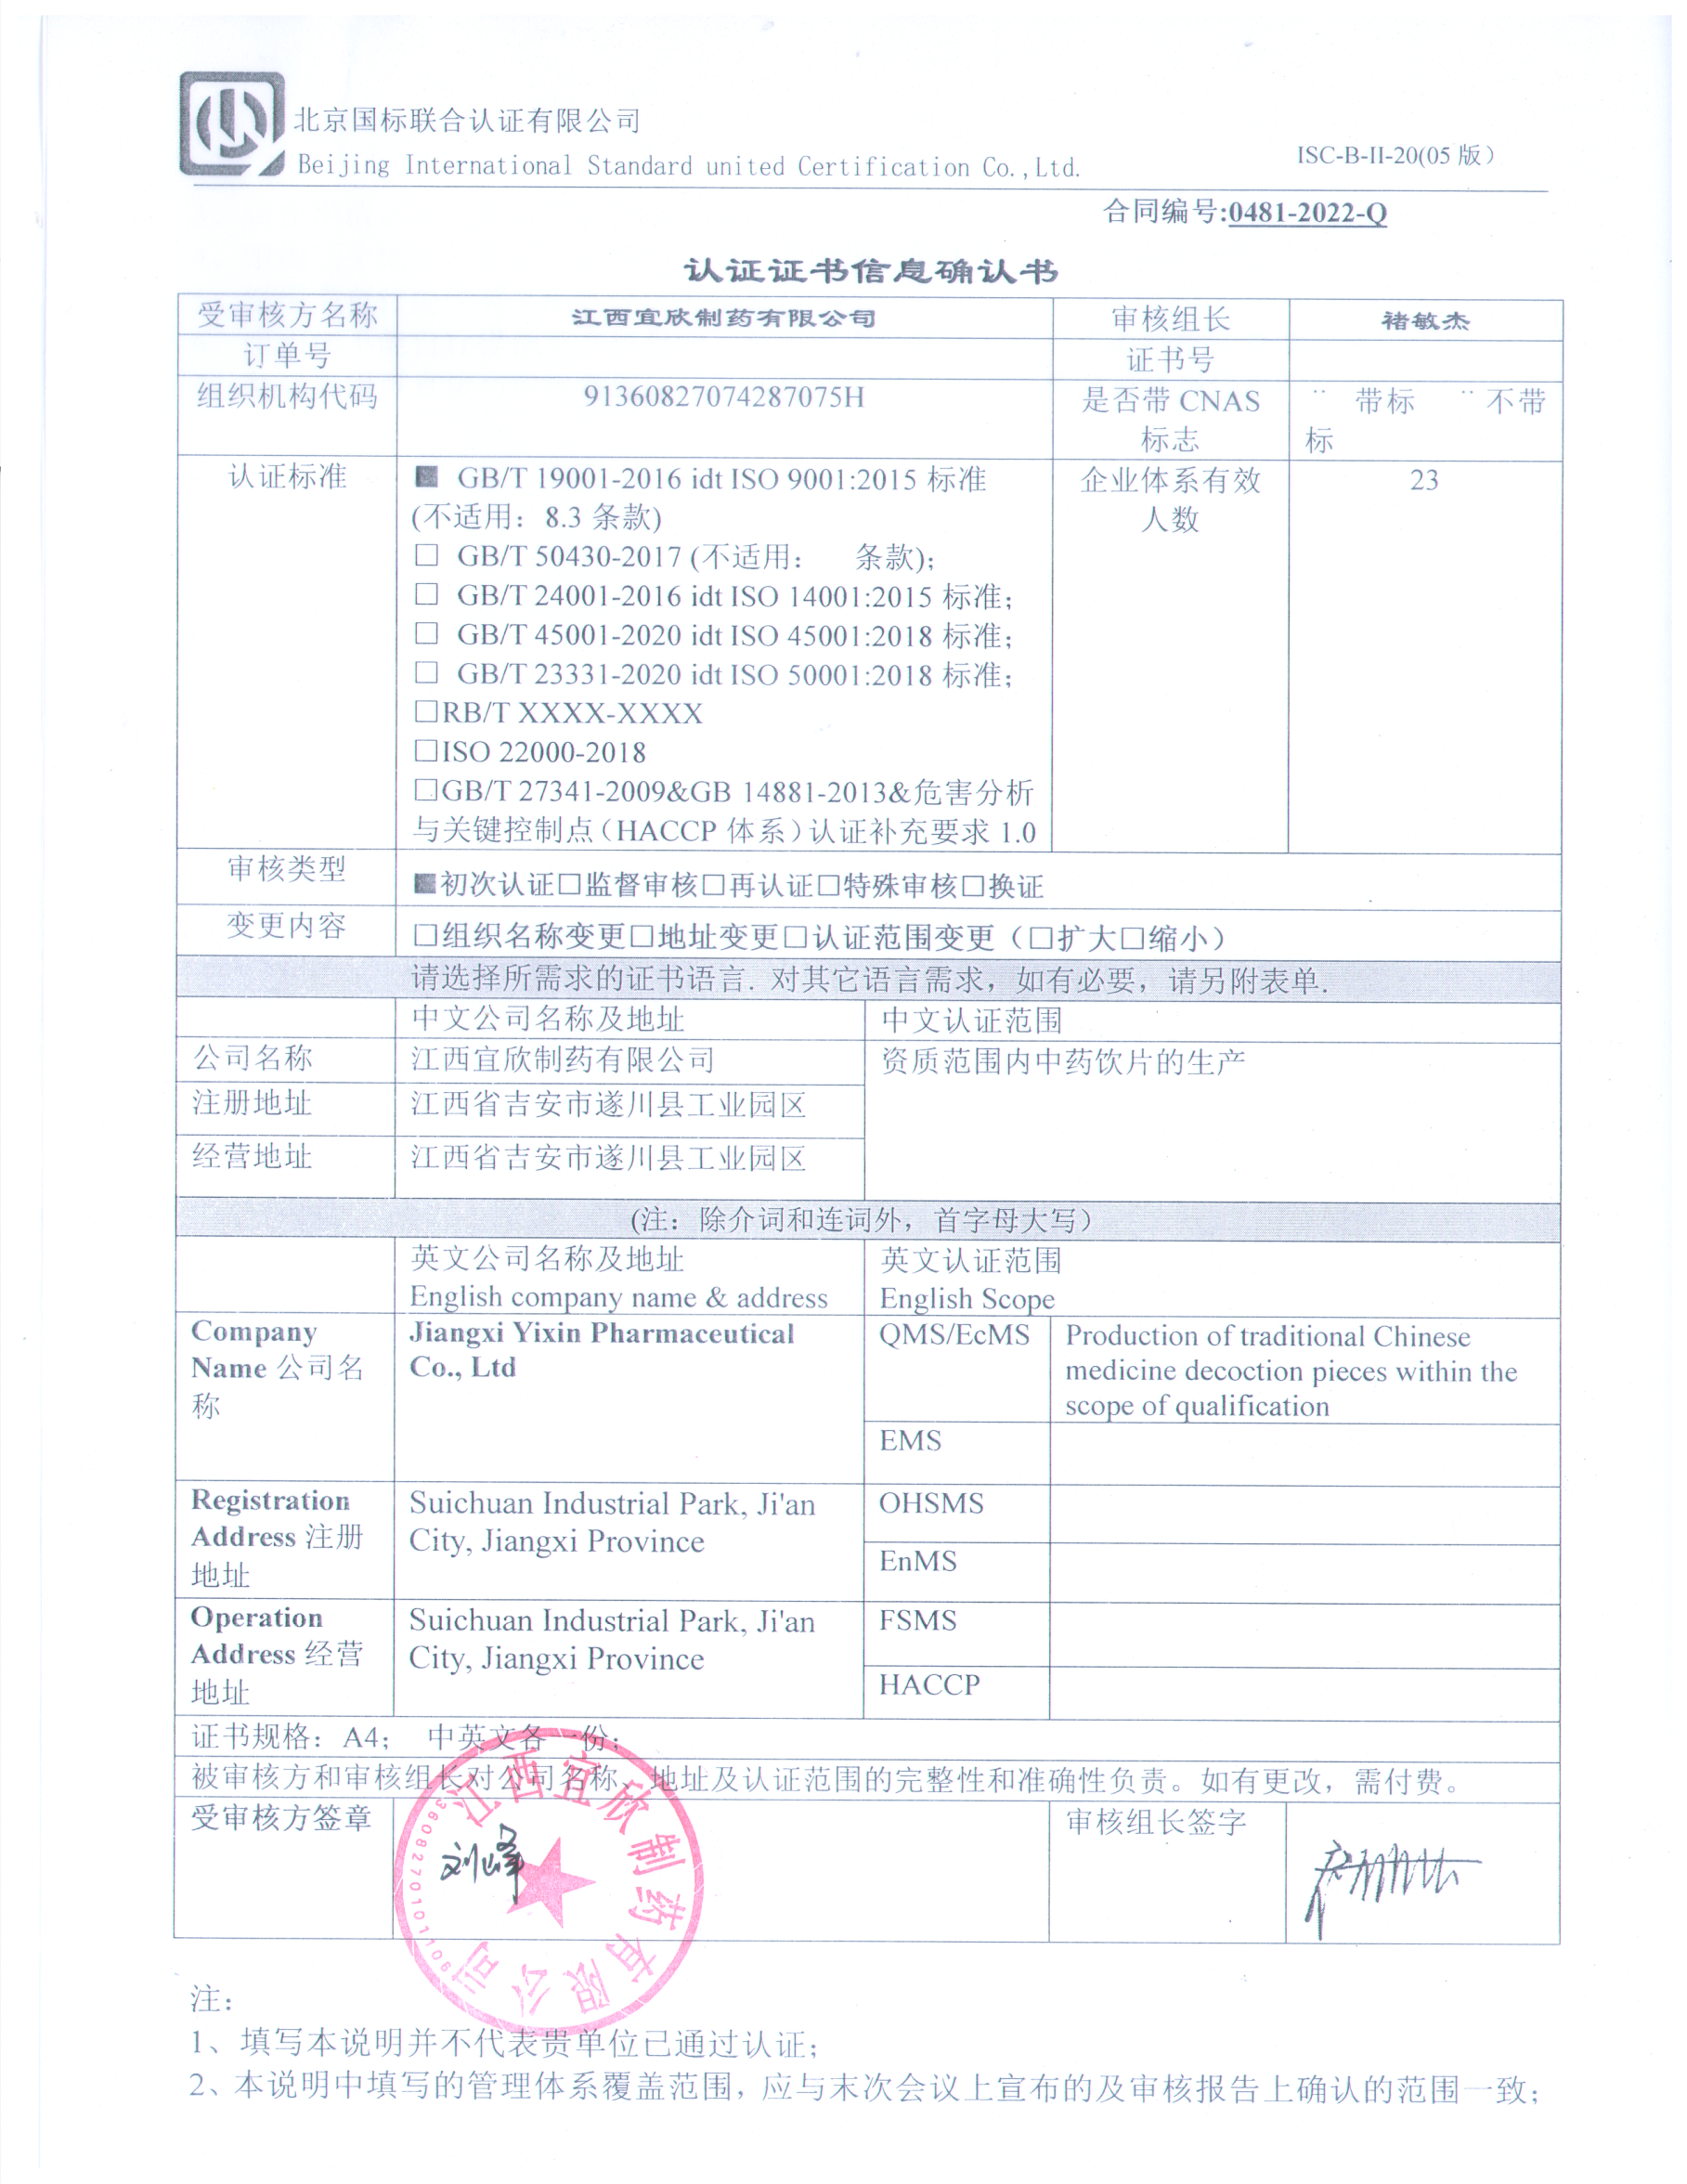 北京国标联合认证有限公司
Beijing International Standard united Certification Co.,Ltd.
ISC-B-II-20(05 版）
合同编号:0481-2022-Q
认证证书信息确认书
受审核方名称 江西宜欣制药有限公司 审核组长 褚敏杰
订单号 证书号
组织机构代码 91360827074287075H 是否带 CNAS 标志 ¨ 带标 ¨ 不带标
认证标准
■ GB/T 19001-2016 idt ISO 9001:2015 标准
(不适用：8.3 条款)
□ GB/T 50430-2017 (不适用： 条款);
□ GB/T 24001-2016 idt ISO 14001:2015 标准；
□ GB/T 45001-2020 idt ISO 45001:2018 标准；
□ GB/T 23331-2020 idt ISO 50001:2018 标准；
□RB/T XXXX-XXXX
□ISO 22000-2018
□GB/T 27341-2009&GB 14881-2013&危害分析
与关键控制点（HACCP 体系）认证补充要求 1.0
企业体系有效
人数
23
审核类型 ■初次认证□监督审核□再认证□特殊审核□换证
变更内容 □组织名称变更□地址变更□认证范围变更（□扩大□缩小）
请选择所需求的证书语言. 对其它语言需求，如有必要，请另附表单.
中文公司名称及地址 中文认证范围
公司名称 江西宜欣制药有限公司 资质范围内中药饮片的生产
注册地址 江西省吉安市遂川县工业园区
经营地址 江西省吉安市遂川县工业园区
(注：除介词和连词外，首字母大写）
英文公司名称及地址 英文认证范围
English company name & address English Scope
Company
Name 公司名
称
Jiangxi Yixin Pharmaceutical
Co., Ltd
QMS/EcMS
Production of traditional Chinese
medicine decoction pieces within the
scope of qualification
EMS
Registration
Address 注册
地址
Suichuan Industrial Park, Ji'an
City, Jiangxi Province
OHSMS
EnMS
Operation
Address 经营
地址
Suichuan Industrial Park, Ji'an
City, Jiangxi Province
FSMS
HACCP
证书规格：A4； 中英文各一份；
被审核方和审核组长对公司名称、地址及认证范围的完整性和准确性负责。如有更改，需付费。
受审核方签章 审核组长签字
刘峰
江西宜欣制药有限公司
注：
1、填写本说明并不代表贵单位已通过认证；
2、本说明中填写的管理体系覆盖范围，应与末次会议上宣布的及审核报告上确认的范围一致；